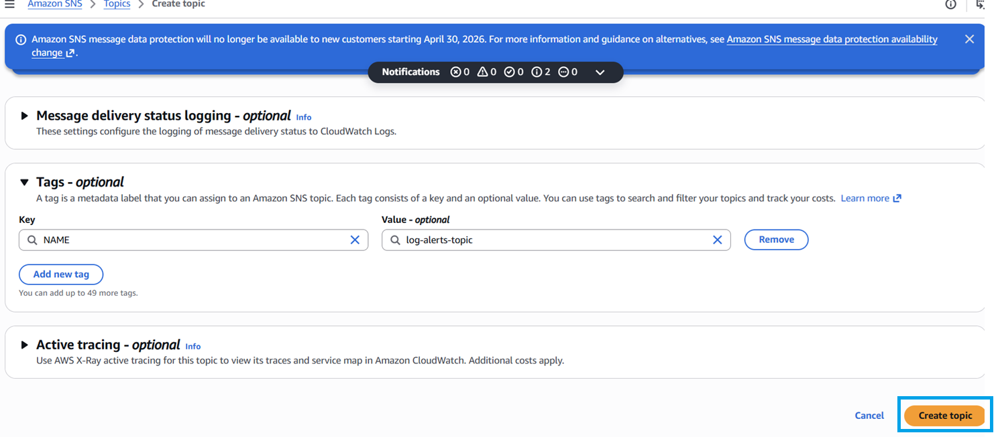 Amazon SNS > Topics > Create topic
Amazon SNS message data protection will no longer be available to new customers starting April 30, 2026. For more information and guidance on alternatives, see Amazon SNS message data protection availability
change .
Notifications 0 0 0 2 0
Message delivery status logging - optional Info
These settings configure the logging of message delivery status to CloudWatch Logs.
Tags - optional
A tag is a metadata label that you can assign to an Amazon SNS topic. Each tag consists of a key and an optional value. You can use tags to search and filter your topics and track your costs. Learn more
Key Value - optional
NAME log-alerts-topic Remove
Add new tag
You can add up to 49 more tags.
Active tracing - optional Info
Use AWS X-Ray active tracing for this topic to view its traces and service map in Amazon CloudWatch. Additional costs apply.
Cancel Create topic